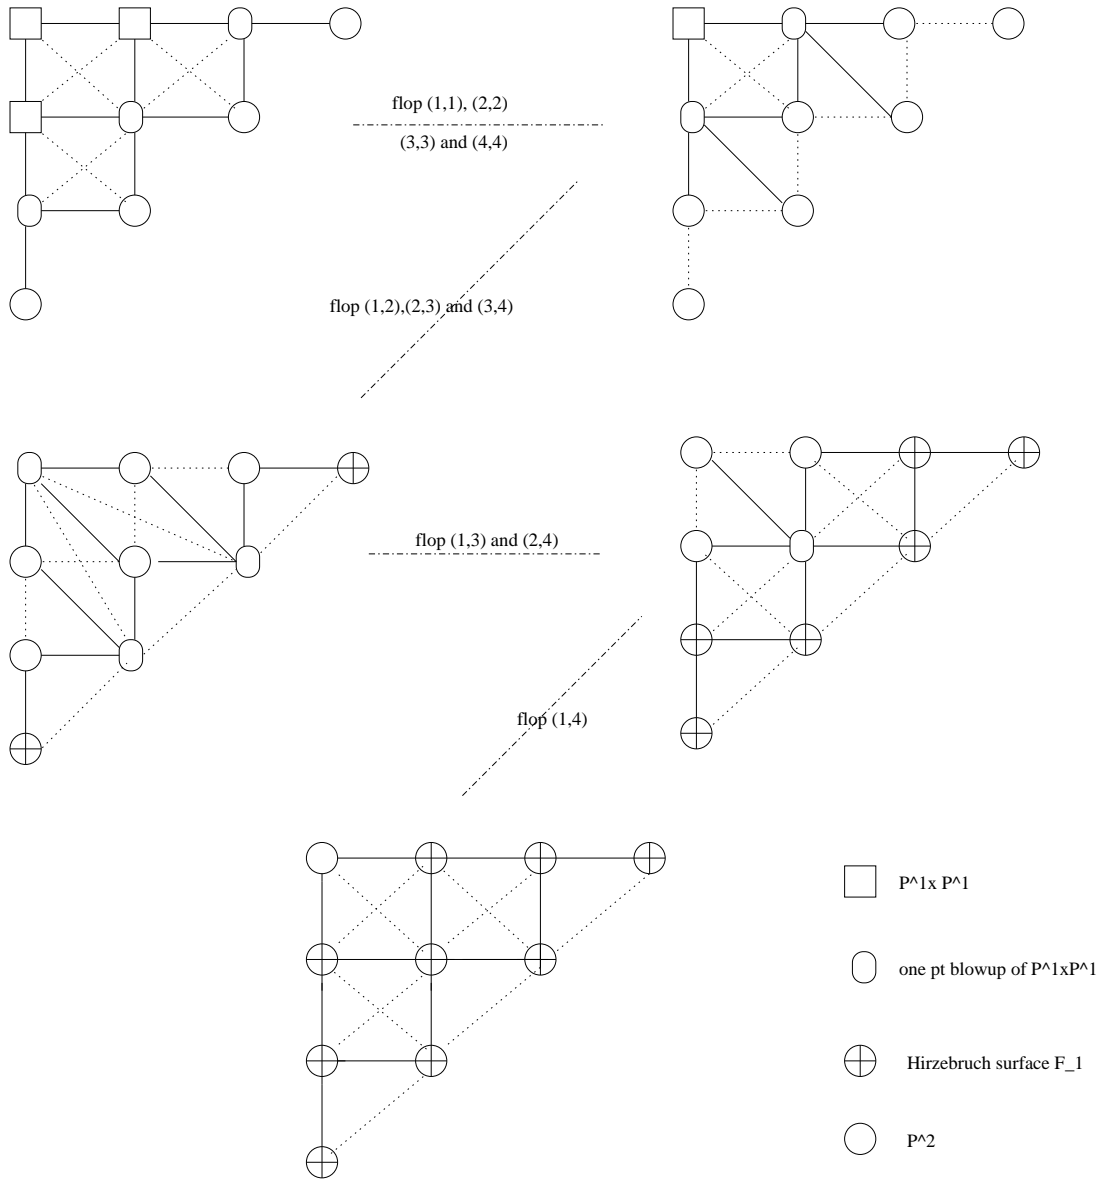 flop (1,1), (2,2)
(3,3) and (4,4)
flop (1,2),(2,3) and (3,4)
flop (1,3) and (2,4)
flop (1,4)
P^1x P^1
one pt blowup of P^1xP^1
Hirzebruch surface F_1
P^2